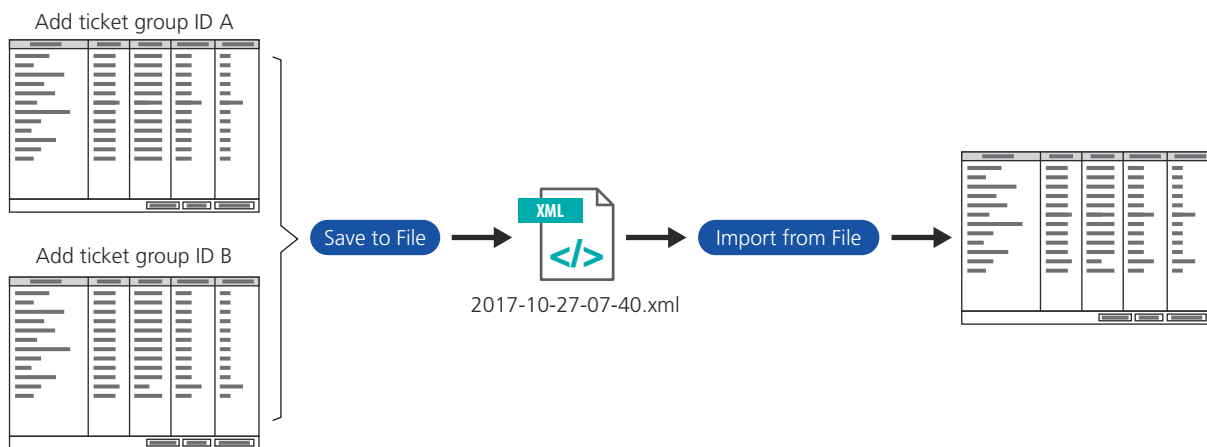 Add ticket group ID A
Add ticket group ID B
Save to File
XML
</>
2017-10-27-07-40.xml
Import from File